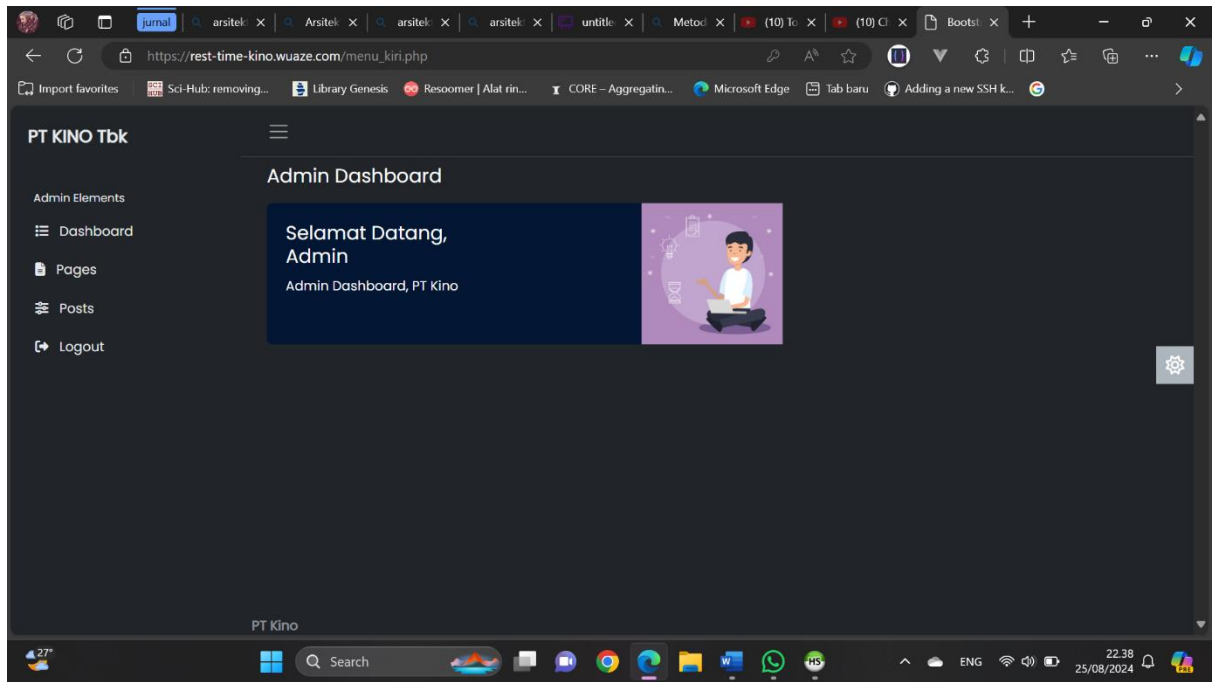 jurnal
arsitek
Arsitek
arsitek
arsitek
untitle
Metod
(10) To
(10) Cl
Bootst
https://rest-time-kino.wuaze.com/menu_kiri.php
Import favorites
Sci-Hub: removing...
Library Genesis
Resoomer | Alat rin...
CORE – Aggregatin...
Microsoft Edge
Tab baru
Adding a new SSH k...
PT KINO Tbk
Admin Elements
Dashboard
Pages
Posts
Logout
Admin Dashboard
Selamat Datang,
Admin
Admin Dashboard, PT Kino
PT Kino
27°
Search
ENG
22.38
25/08/2024